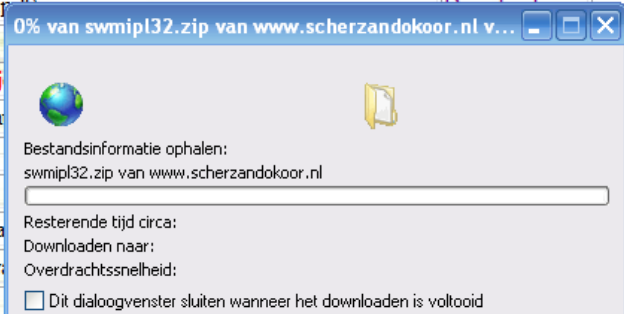 0% van swmipl32.zip van www.scherzandokoor.nl v...
Bestandsinformatie ophalen:
swmipl32.zip van www.scherzandokoor.nl
Resterende tijd circa:
Downloaden naar:
Overdrachtssnelheid:
Dit dialoogvenster sluiten wanneer het downloaden is voltooid